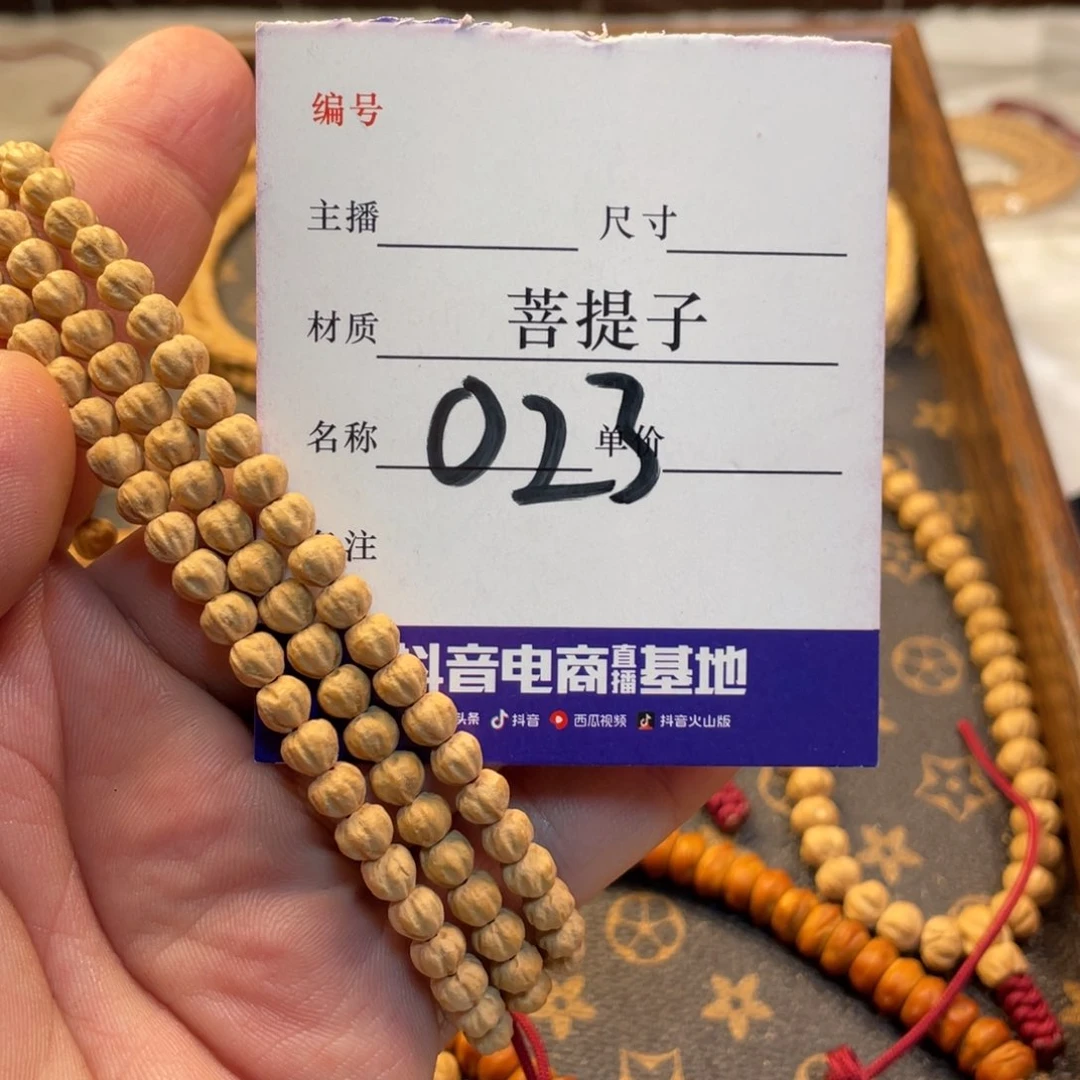 编号
主播 尺寸
材质 菩提子
名称 023 单价
注
抖音电商直播基地
头条 抖音 西瓜视频 抖音火山版